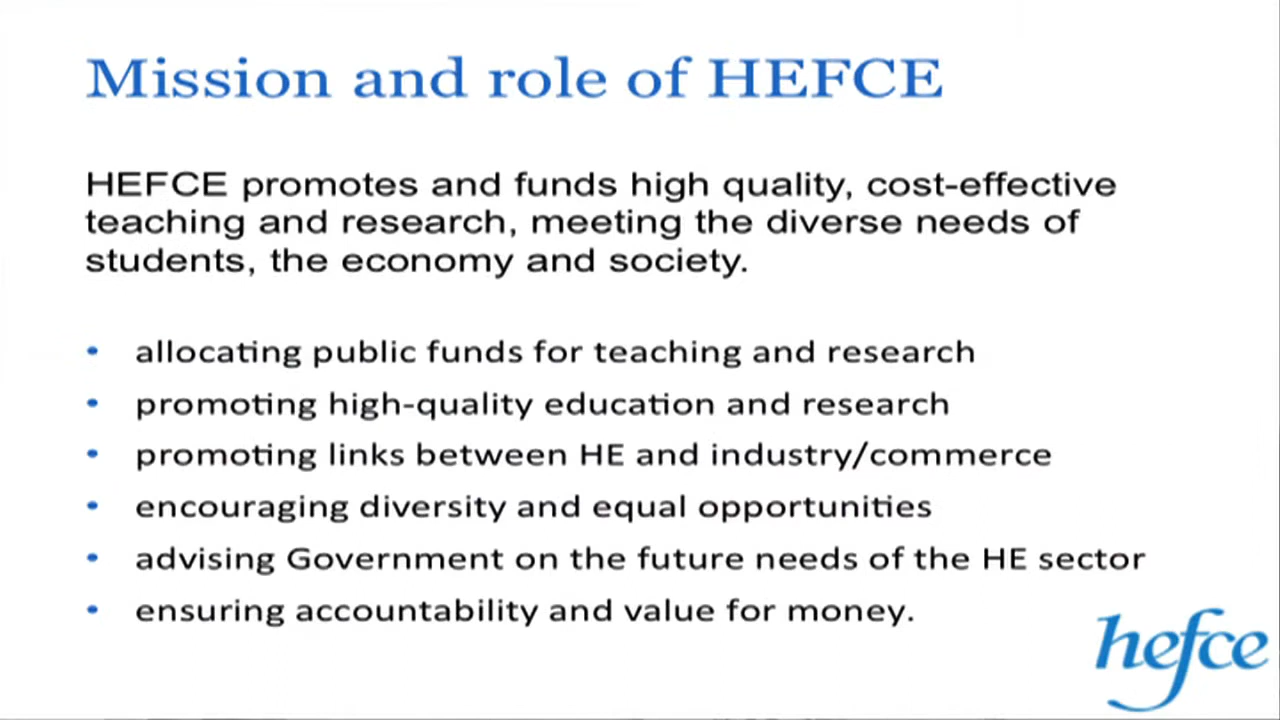 Mission and role of HEFCE
HEFCE promotes and funds high quality, cost-effective
teaching and research, meeting the diverse needs of
students, the economy and society.
• allocating public funds for teaching and research
• promoting high-quality education and research
• promoting links between HE and industry/commerce
• encouraging diversity and equal opportunities
• advising Government on the future needs of the HE sector
• ensuring accountability and value for money.
hefce